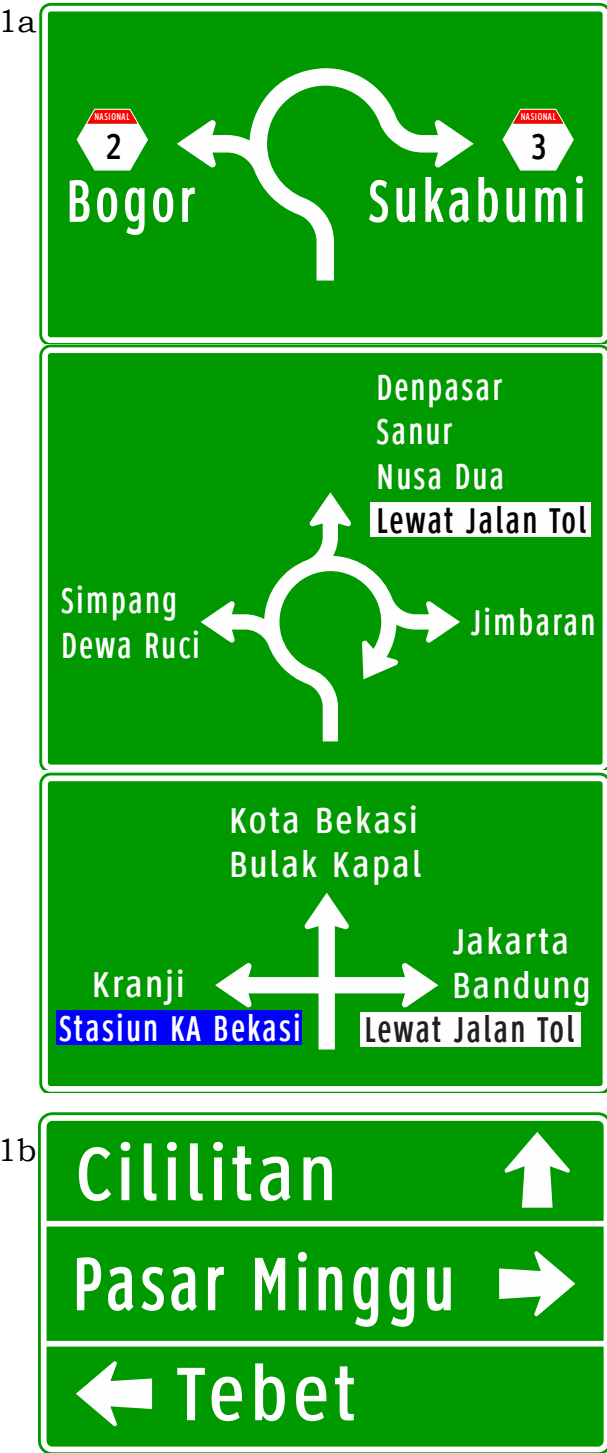 1a
NASIONAL
2
Bogor
NASIONAL
3
Sukabumi
Denpasar
Sanur
Nusa Dua
Lewat Jalan Tol
Simpang
Dewa Ruci
Jimbaran
Kota Bekasi
Bulak Kapal
Kranji
Stasiun KA Bekasi
Jakarta
Bandung
Lewat Jalan Tol
1b
Cililitan
Pasar Minggu
Tebet